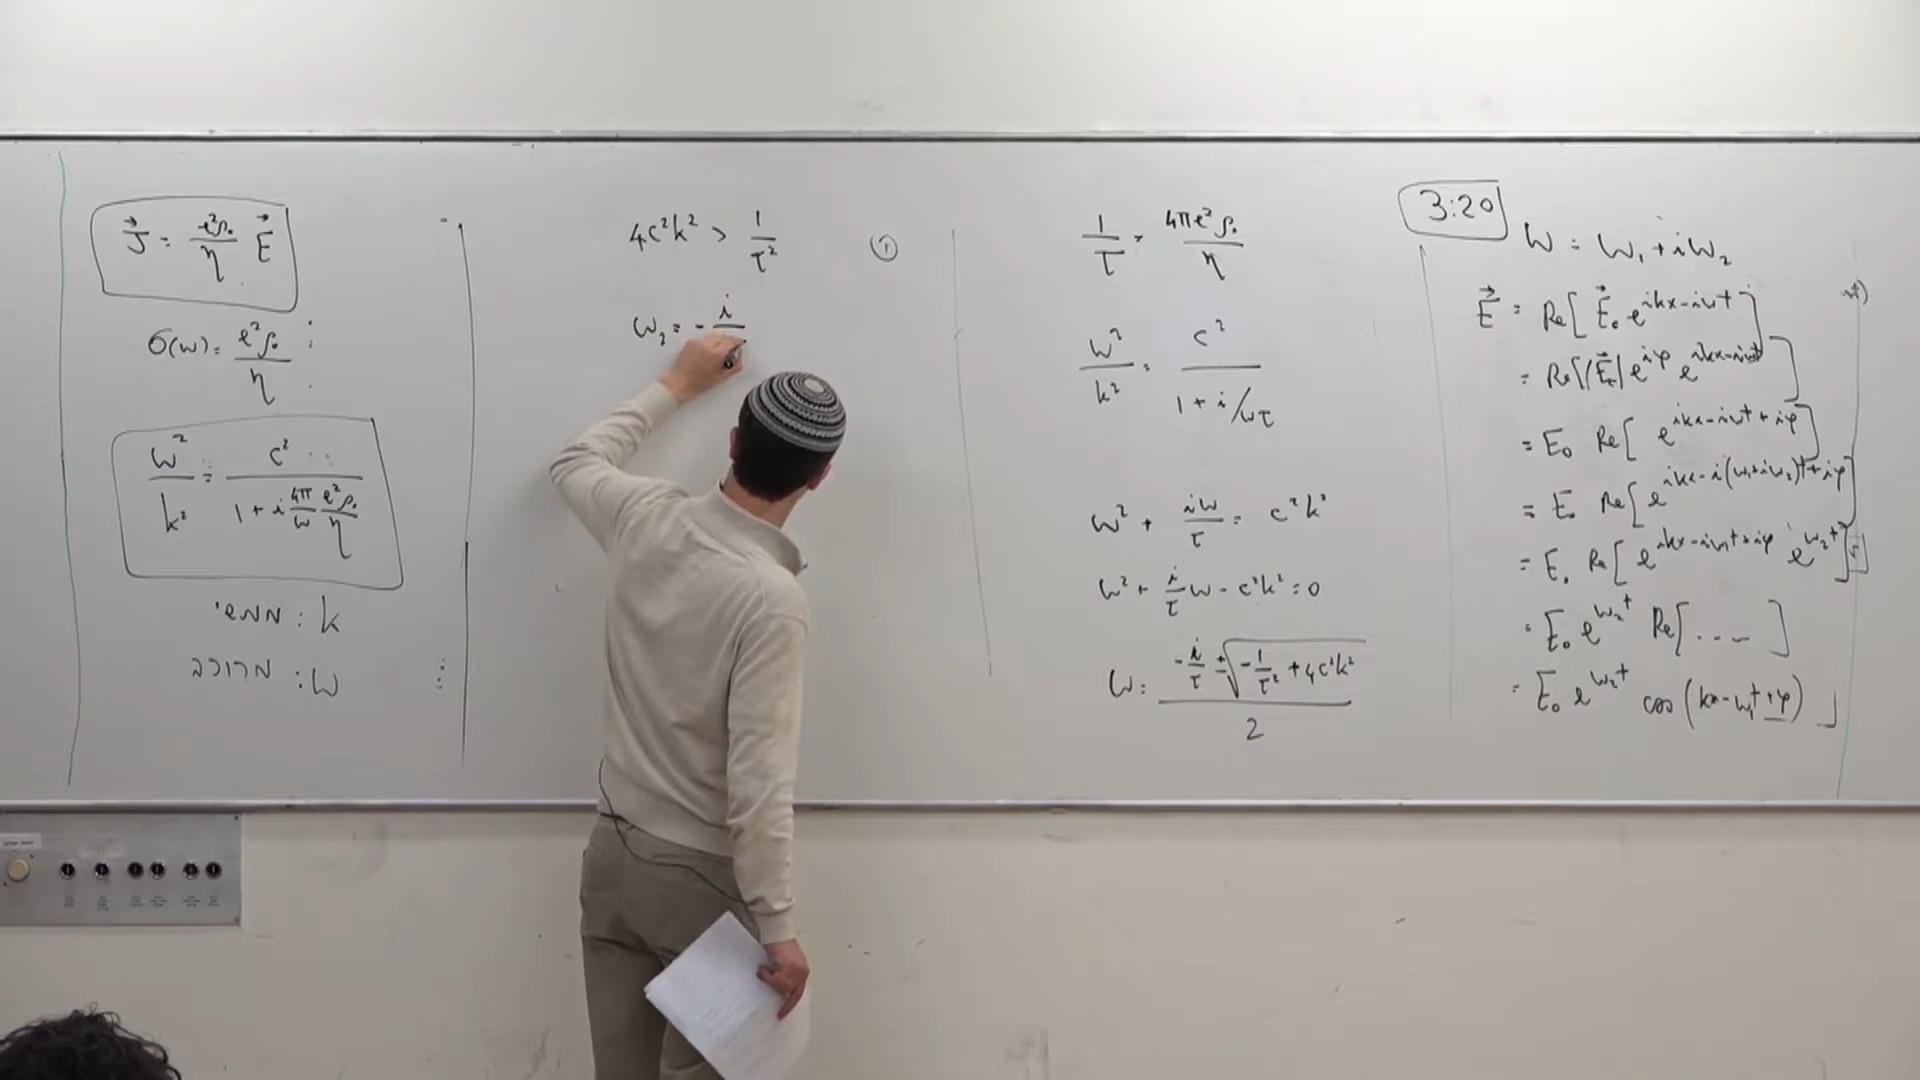 J⃗ = e²ρ₀/η E⃗
σ(ω) = e²ρ₀/η
ω²/k² = c²/(1 + i 4π/ω e²ρ₀/η)
k : ממשי
ω : מרוכב
4c²k² > 1/τ² ①
ω₂ = - i/
1/τ = 4πe²ρ₀/η
ω²/k² = c²/(1 + i/ωτ)
ω² + iω/τ = c²k²
ω² + i/τ ω - c²k² = 0
ω = (-i/τ ± √(-1/τ² + 4c²k²))/2
3:20
ω = ω₁ + iω₂
E⃗ = Re[E⃗₀ e^(ikx-iωt)]
= Re[|E⃗₀| e^(iφ) e^(ikx-iωt)]
= E₀ Re[e^(ikx-iωt+iφ)]
= E₀ Re[e^(ikx-i(ω₁+iω₂)t+iφ)]
= E₀ Re[e^(ikx-iω₁t+iφ) e^(ω₂t)]
= E₀ e^(ω₂t) Re[....]
= E₀ e^(ω₂t) cos(kx-ω₁t+φ)